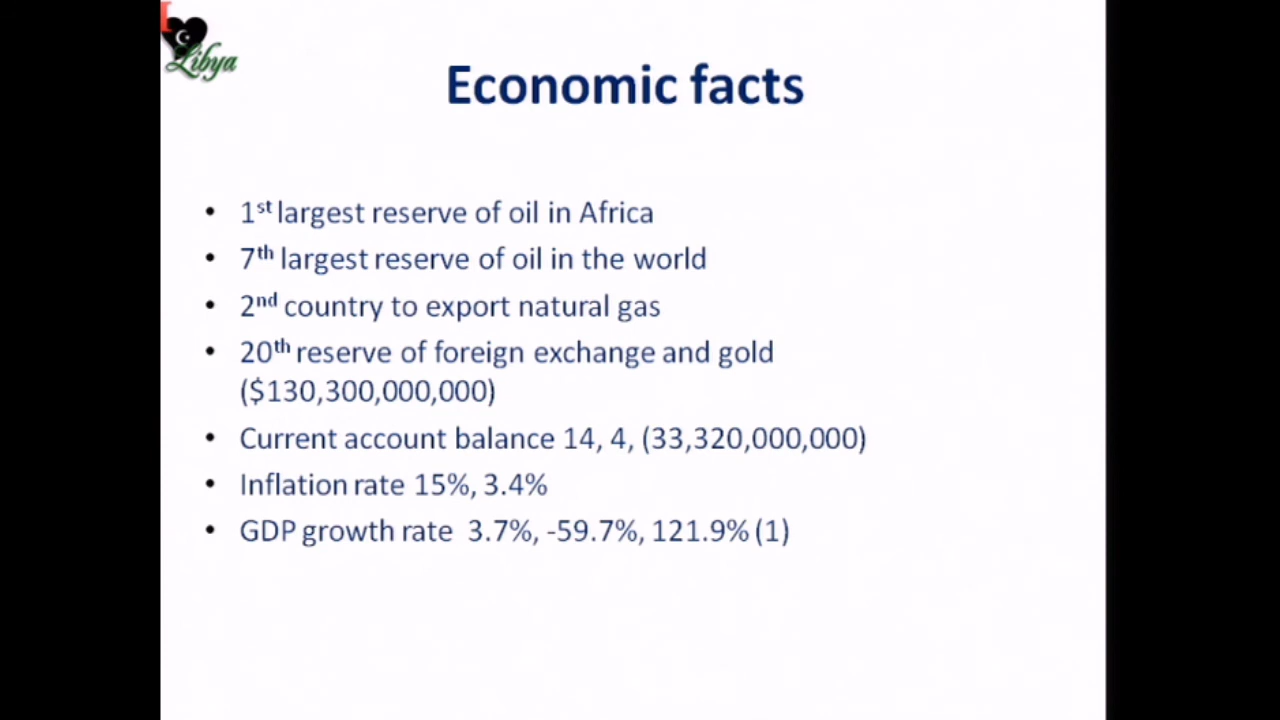 I
Libya
Economic facts
• 1st largest reserve of oil in Africa
• 7th largest reserve of oil in the world
• 2nd country to export natural gas
• 20th reserve of foreign exchange and gold
($130,300,000,000)
• Current account balance 14, 4, (33,320,000,000)
• Inflation rate 15%, 3.4%
• GDP growth rate 3.7%, -59.7%, 121.9% (1)